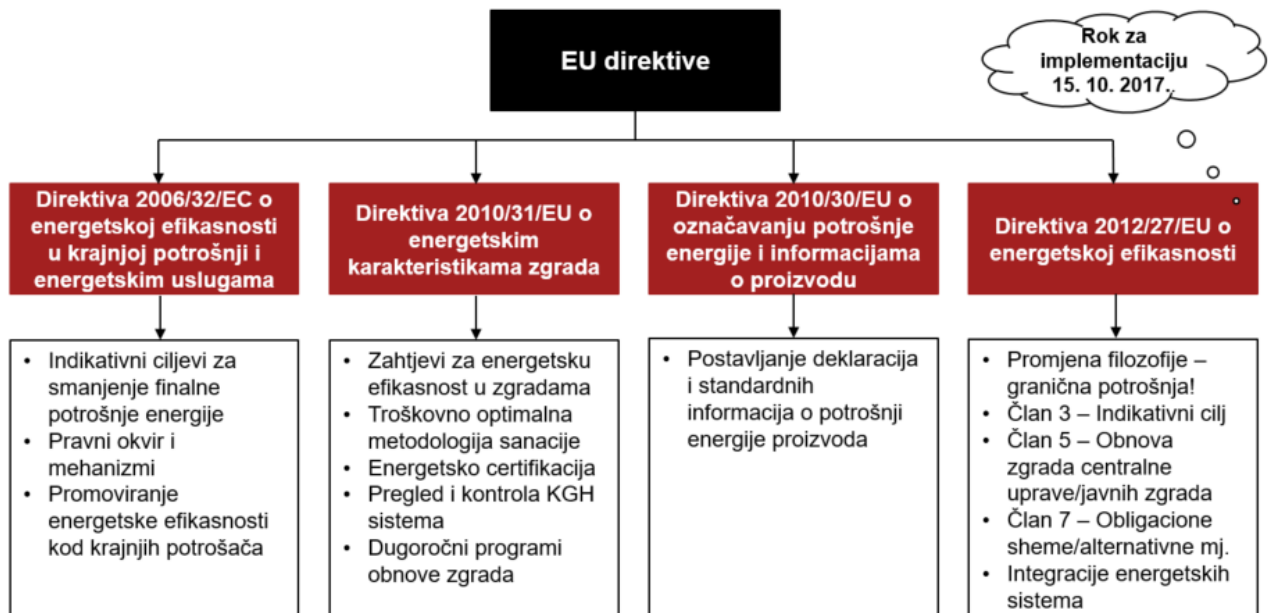 EU direktive
Rok za
implementaciju
15. 10. 2017.
Direktiva 2006/32/EC o
energetskoj efikasnosti
u krajnjoj potrošnji i
energetskim uslugama
Direktiva 2010/31/EU o
energetskim
karakteristikama zgrada
Direktiva 2010/30/EU o
označavanju potrošnje
energije i informacijama
o proizvodu
Direktiva 2012/27/EU o
energetskoj efikasnosti
• Indikativni ciljevi za
smanjenje finalne
potrošnje energije
• Pravni okvir i
mehanizmi
• Promoviranje
energetske efikasnosti
kod krajnjih potrošača
• Zahtjevi za energetsku
efikasnost u zgradama
• Troškovno optimalna
metodologija sanacije
• Energetsko certifikacija
• Pregled i kontrola KGH
sistema
• Dugoročni programi
obnove zgrada
• Postavljanje deklaracija
i standardnih
informacija o potrošnji
energije proizvoda
• Promjena filozofije –
granična potrošnja!
• Član 3 – Indikativni cilj
• Član 5 – Obnova
zgrada centralne
uprave/javnih zgrada
• Član 7 – Obligacione
sheme/alternativne mj.
• Integracije energetskih
sistema